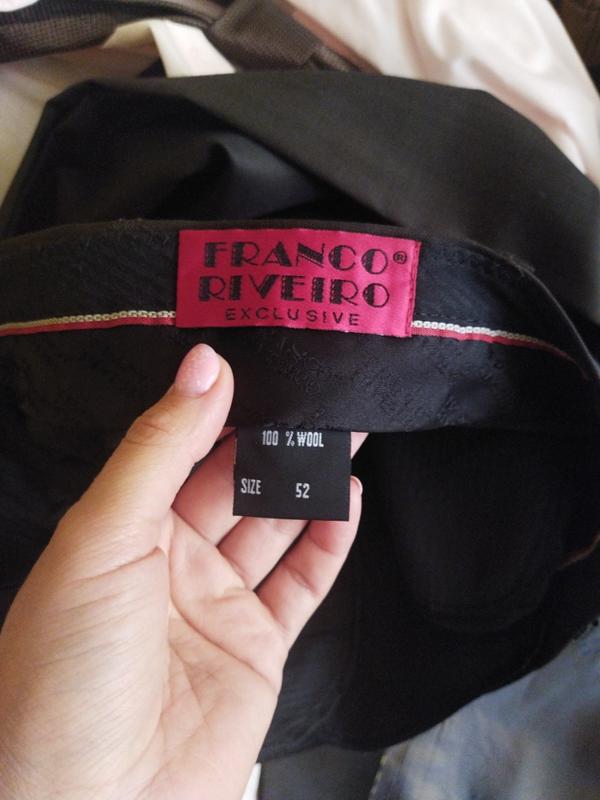 FRANCO®
RIVEIRO
EXCLUSIVE
100 % WOOL
SIZE 52